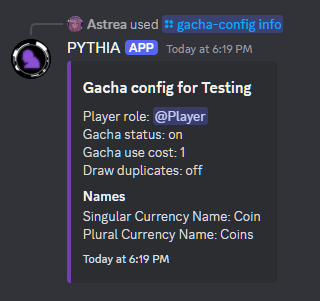 Astrea used gacha-config info
PYTHIA APP Today at 6:19 PM
Gacha config for Testing
Player role: @Player
Gacha status: on
Gacha use cost: 1
Draw duplicates: off
Names
Singular Currency Name: Coin
Plural Currency Name: Coins
Today at 6:19 PM